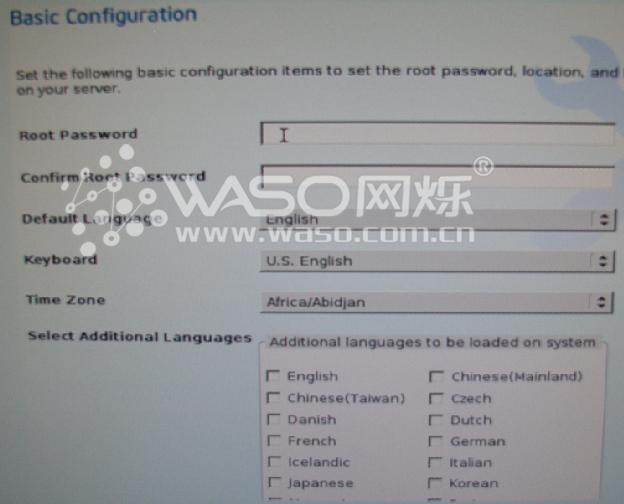 Basic Configuration
Set the following basic configuration items to set the root password, location, and
on your server.
Root Password
Confirm Root Password
WASO网烁®
Default Language English
www.waso.com.cn
Keyboard U.S. English
Time Zone Africa/Abidjan
Select Additional Languages Additional languages to be loaded on system
English Chinese(Mainland)
Chinese(Taiwan) Czech
Danish Dutch
French German
Icelandic Italian
Japanese Korean